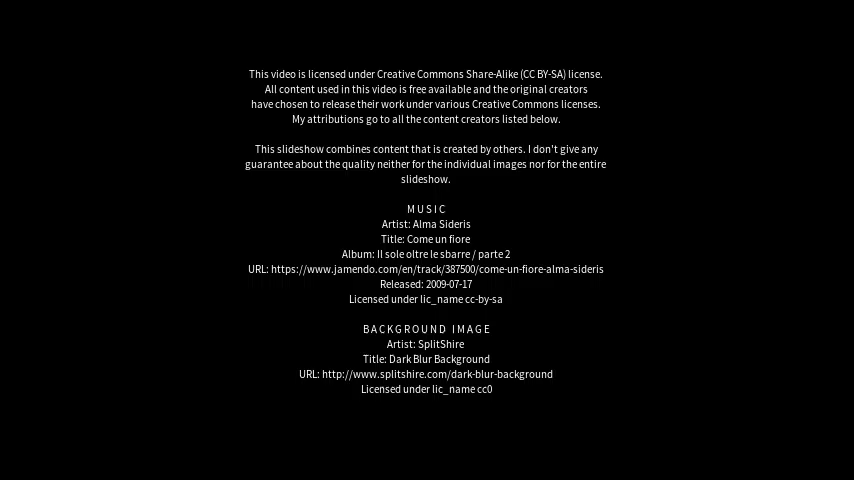 This video is licensed under Creative Commons Share-Alike (CC BY-SA) license.
All content used in this video is free available and the original creators
have chosen to release their work under various Creative Commons licenses.
My attributions go to all the content creators listed below.
This slideshow combines content that is created by others. I don't give any
guarantee about the quality neither for the individual images nor for the entire
slideshow.
MUSIC
Artist: Alma Sideris
Title: Come un fiore
Album: Il sole oltre le sbarre / parte 2
URL: https://www.jamendo.com/en/track/387500/come-un-fiore-alma-sideris
Released: 2009-07-17
Licensed under lic_name cc-by-sa
BACKGROUND IMAGE
Artist: SplitShire
Title: Dark Blur Background
URL: http://www.splitshire.com/dark-blur-background
Licensed under lic_name cc0